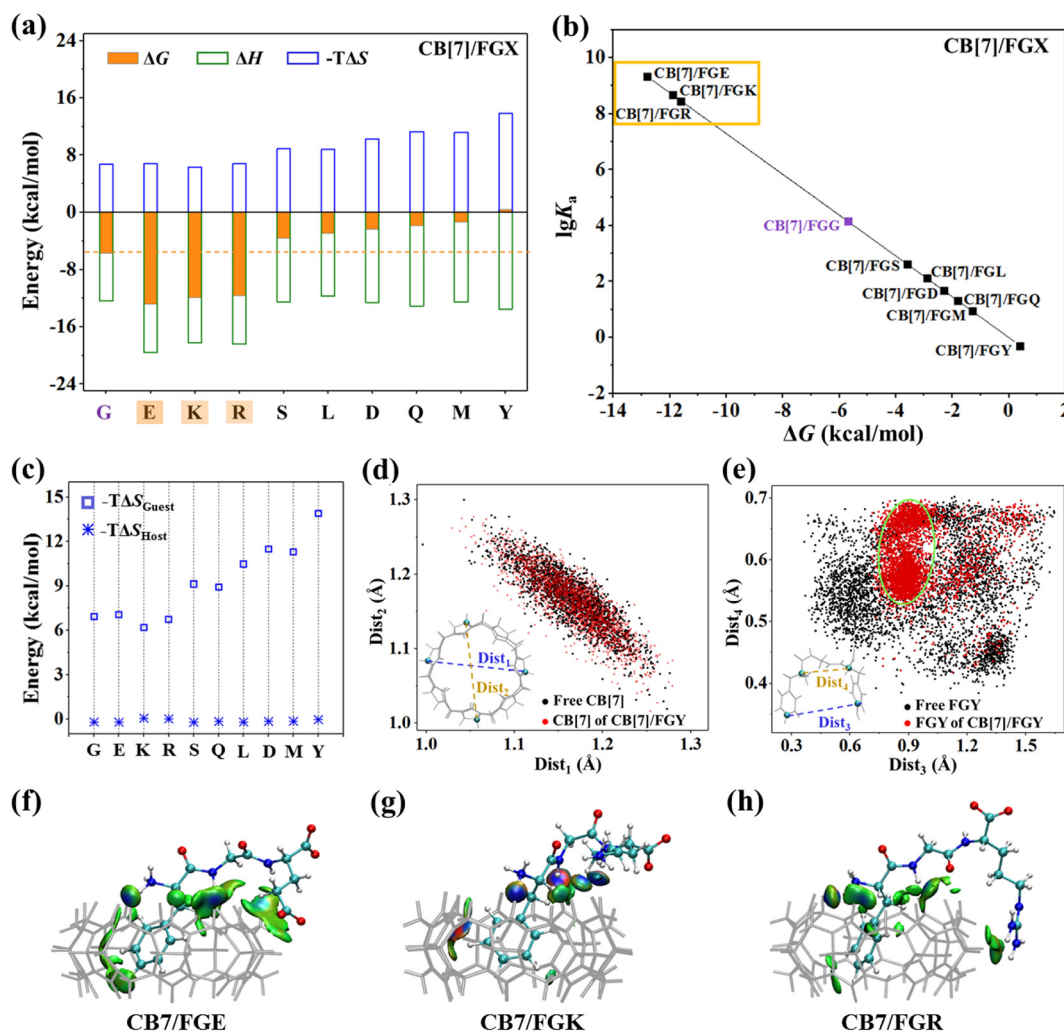 (a)
24
16
8
0
-8
-16
-24
Energy (kcal/mol)
ΔG
ΔH
-TΔS
CB[7]/FGX
G E K R S L D Q M Y
(b)
10
8
6
4
2
0
-2
lgKa
CB[7]/FGX
CB[7]/FGE
CB[7]/FGK
CB[7]/FGR
CB[7]/FGG
CB[7]/FGS
CB[7]/FGL
CB[7]/FGD
CB[7]/FGQ
CB[7]/FGM
CB[7]/FGY
-14 -12 -10 -8 -6 -4 -2 0 2
ΔG (kcal/mol)
(c)
15
12
9
6
3
0
Energy (kcal/mol)
-TΔSGuest
-TΔSHost
G E K R S Q L D M Y
(d)
1.3
1.2
1.1
1.0
Dist2 (Å)
Dist1
Dist2
Free CB[7]
CB[7] of CB[7]/FGY
1.0 1.1 1.2 1.3
Dist1 (Å)
(e)
0.7
0.6
0.5
0.4
Dist4 (Å)
Dist4
Dist3
Free FGY
FGY of CB[7]/FGY
0.3 0.6 0.9 1.2 1.5
Dist3 (Å)
(f)
CB7/FGE
(g)
CB7/FGK
(h)
CB7/FGR